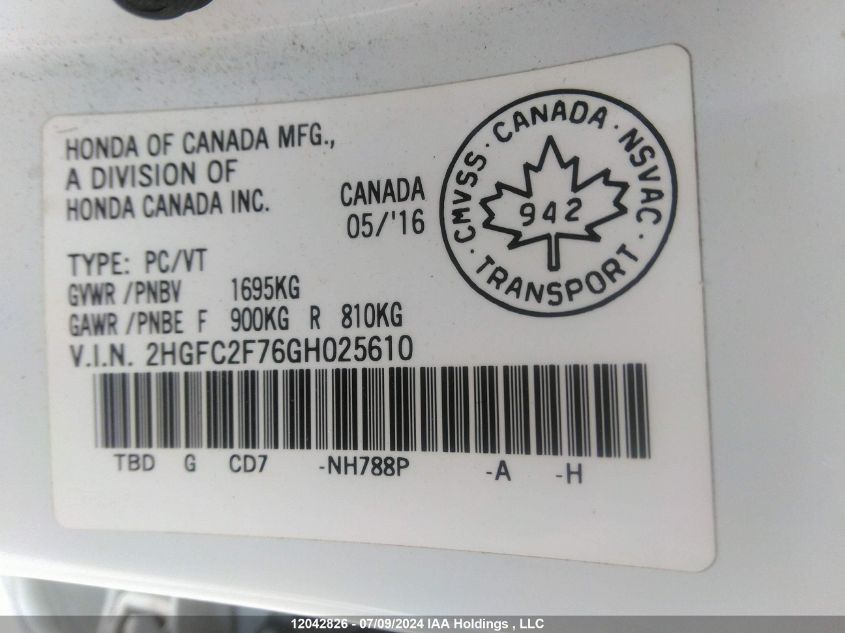 HONDA OF CANADA MFG.,
A DIVISION OF
HONDA CANADA INC.
CANADA
05/'16
TYPE: PC/VT
GVWR /PNBV 1695KG
GAWR /PNBE F 900KG R 810KG
V.I.N. 2HGFC2F76GH025610
TBD G CD7 -NH788P -A -H
· CMVSS · CANADA · NSVAC ·
942
TRANSPORT
12042826 - 07/09/2024 IAA Holdings , LLC